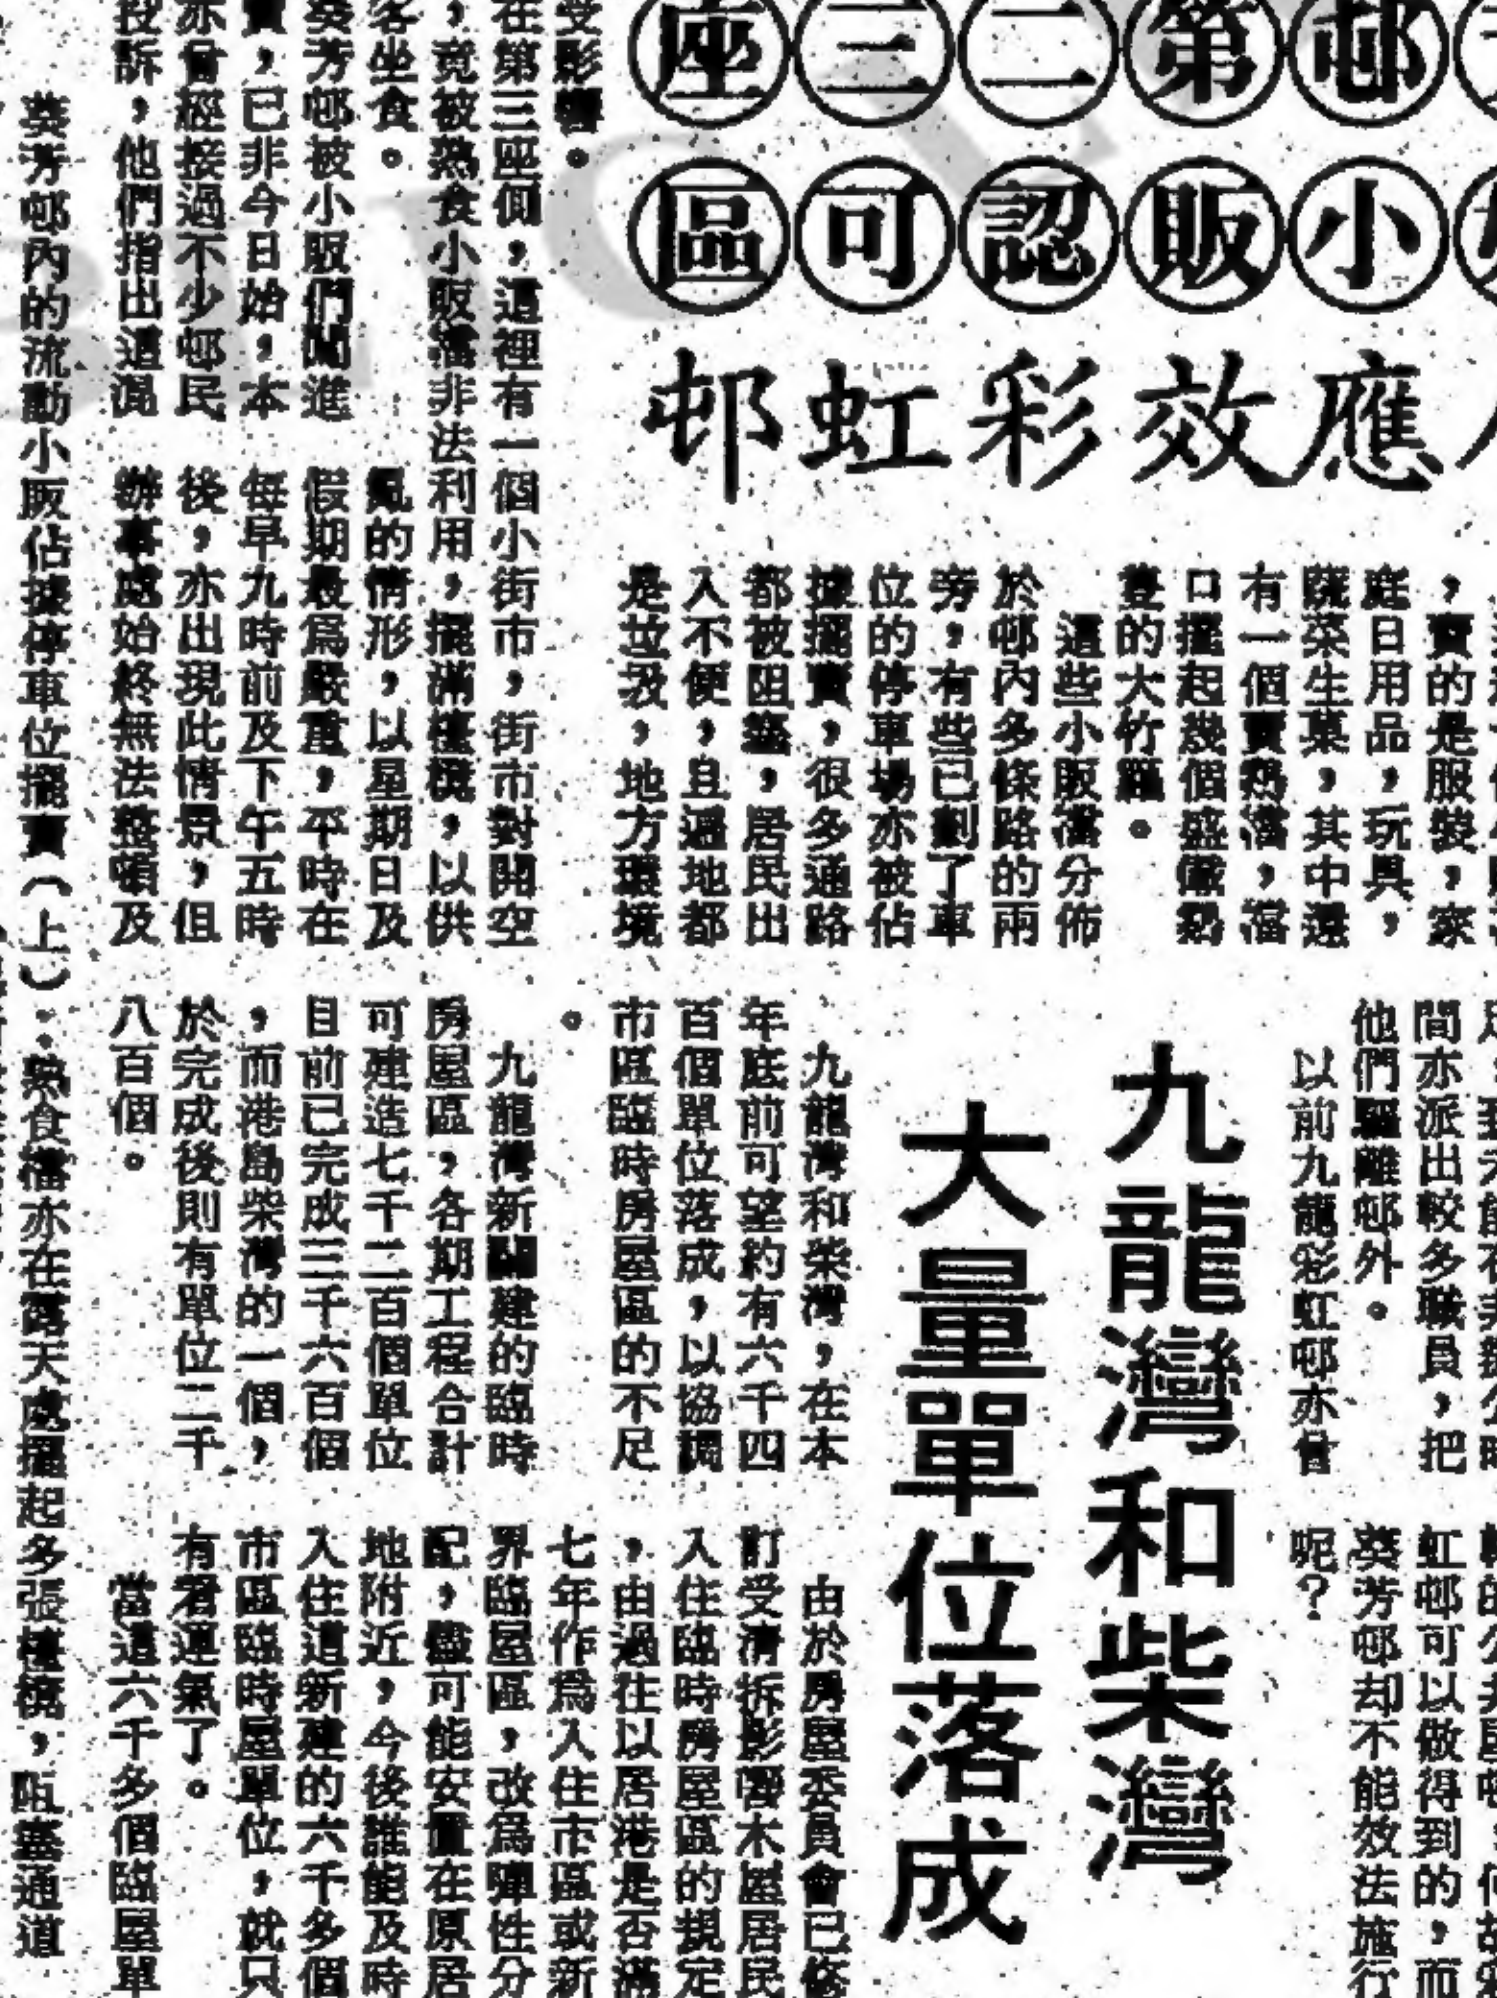 座三二第邨
區可認販小
邨虹彩效應
，賣的是服裝，家
庭日用品，玩具，
蔬菜生菓，其中還
有一個賣鷄檔，檔
口擺起幾個盛載鷄
隻的大竹籮。
這些小販檔分佈
於邨內多條路的兩
旁，有些已劃了車
位的停車場亦被佔
據擺賣，很多通路
都被阻塞，居民出
入不便，且遍地都
是垃圾，地方環境
受影響。
在第三座側，這裡有一個小街市，街市對開空
，竟被熟食小販檔非法利用，擺滿檯櫈，以供
客坐食。
葵芳邨被小販們闖進
賣，已非今日始，本
亦曾經接過不少邨民
投訴，他們指出這混
亂的情形，以星期日及
假期最爲嚴重，平時在
每早九時前及下午五時
後，亦出現此情景，但
辦事處始終無法整頓及
間亦派出較多職員，把
他們驅離邨外。
以前九龍彩虹邨亦曾
虹邨可以做得到的，而
葵芳邨却不能效法施行
呢？
九龍灣和柴灣
大量單位落成
九龍灣和柴灣，在本
年底前可望約有六千四
百個單位落成，以協調
市區臨時房屋區的不足
。
九龍灣新闢建的臨時
房屋區，各期工程合計
可建造七千二百個單位
目前已完成三千六百個
，而港島柴灣的一個，
於完成後則有單位二千
八百個。
由於房屋委員會已修
訂受清拆影響木屋居民
入住臨時房屋區的規定
，由過在以居港是否滿
七年作爲入住市區或新
界臨屋區，改爲彈性分
配，儘可能安置在原居
地附近，今後誰能及時
入住這新建的六千多個
市區臨時屋單位，就只
有看運氣了。
當這六千多個臨屋單
葵芳邨內的流動小販佔據停車位擺賣（上）。熟食檔亦在露天處擺起多張檯櫈，阻塞通道